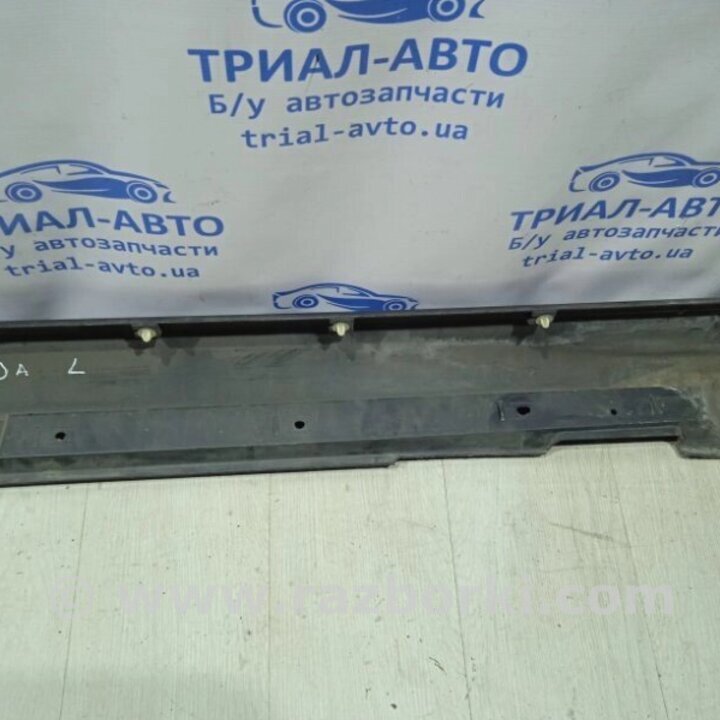 ТРИАЛ-АВТО
Б/у автозапчасти
trial-avto.ua
ТРИАЛ-АВТО
Б/у автозапчасти
trial-avto.ua
ИАЛ-АВТО
/у автозапчасти
trial-avto.ua
L
© www.razborki.com